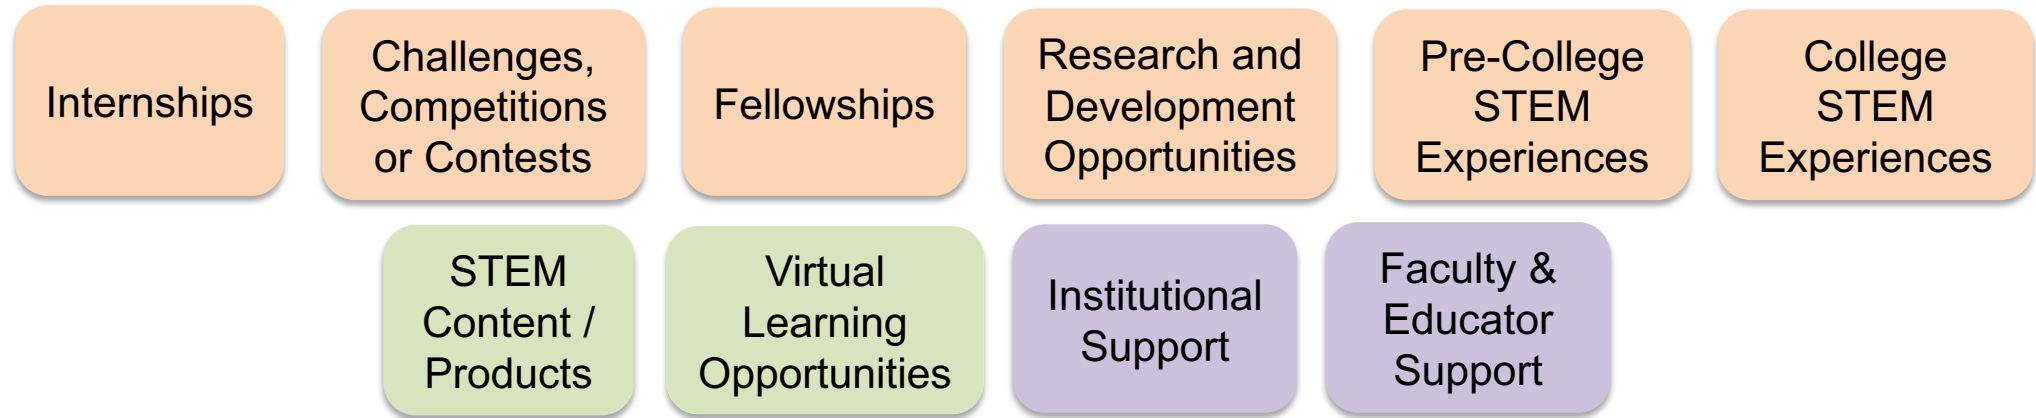 Internships
Challenges,
Competitions
or Contests
Fellowships
Research and
Development
Opportunities
Pre-College
STEM
Experiences
College
STEM
Experiences
STEM
Content /
Products
Virtual
Learning
Opportunities
Institutional
Support
Faculty &
Educator
Support